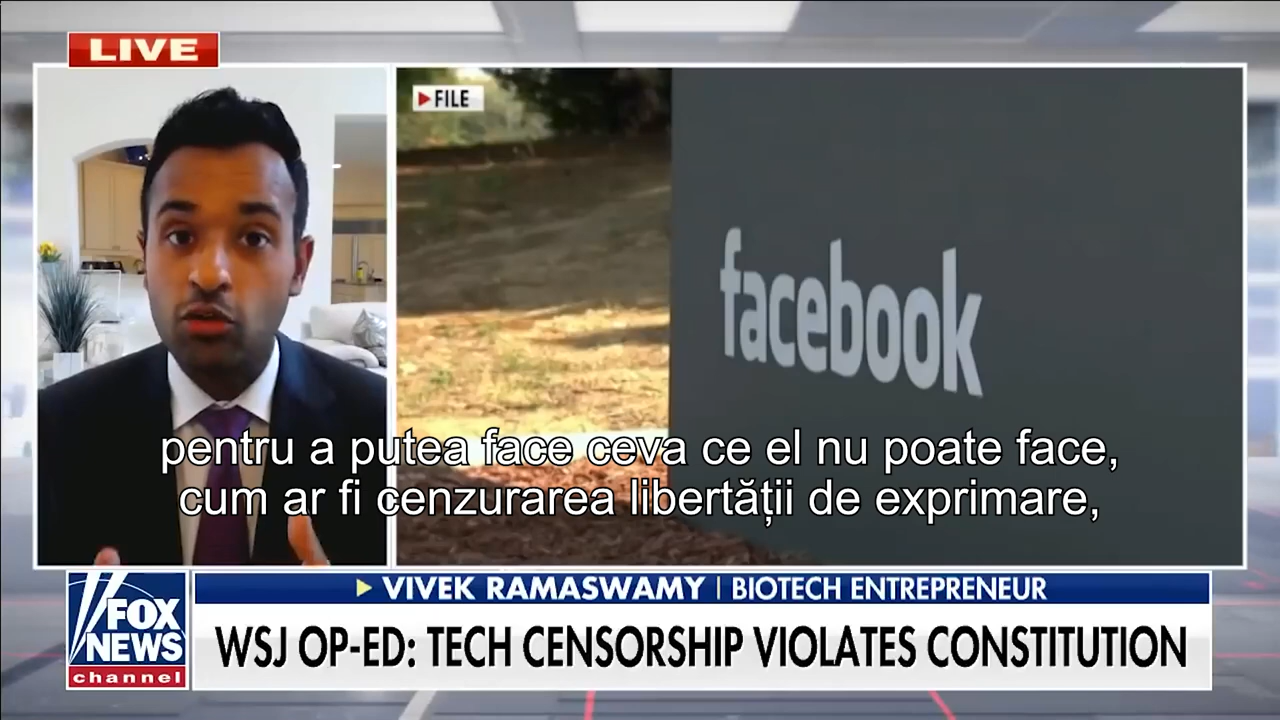 LIVE
FILE
facebook
pentru a putea face ceva ce el nu poate face,
cum ar fi cenzurarea libertății de exprimare,
VIVEK RAMASWAMY | BIOTECH ENTREPRENEUR
FOX
NEWS
channel
WSJ OP-ED: TECH CENSORSHIP VIOLATES CONSTITUTION